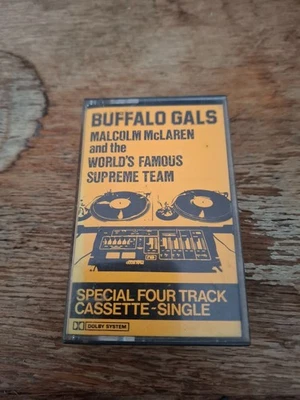 BUFFALO GALS
MALCOLM McLAREN
and the
WORLD'S FAMOUS
SUPREME TEAM
SPECIAL FOUR TRACK
CASSETTE-SINGLE
DOLBY SYSTEM